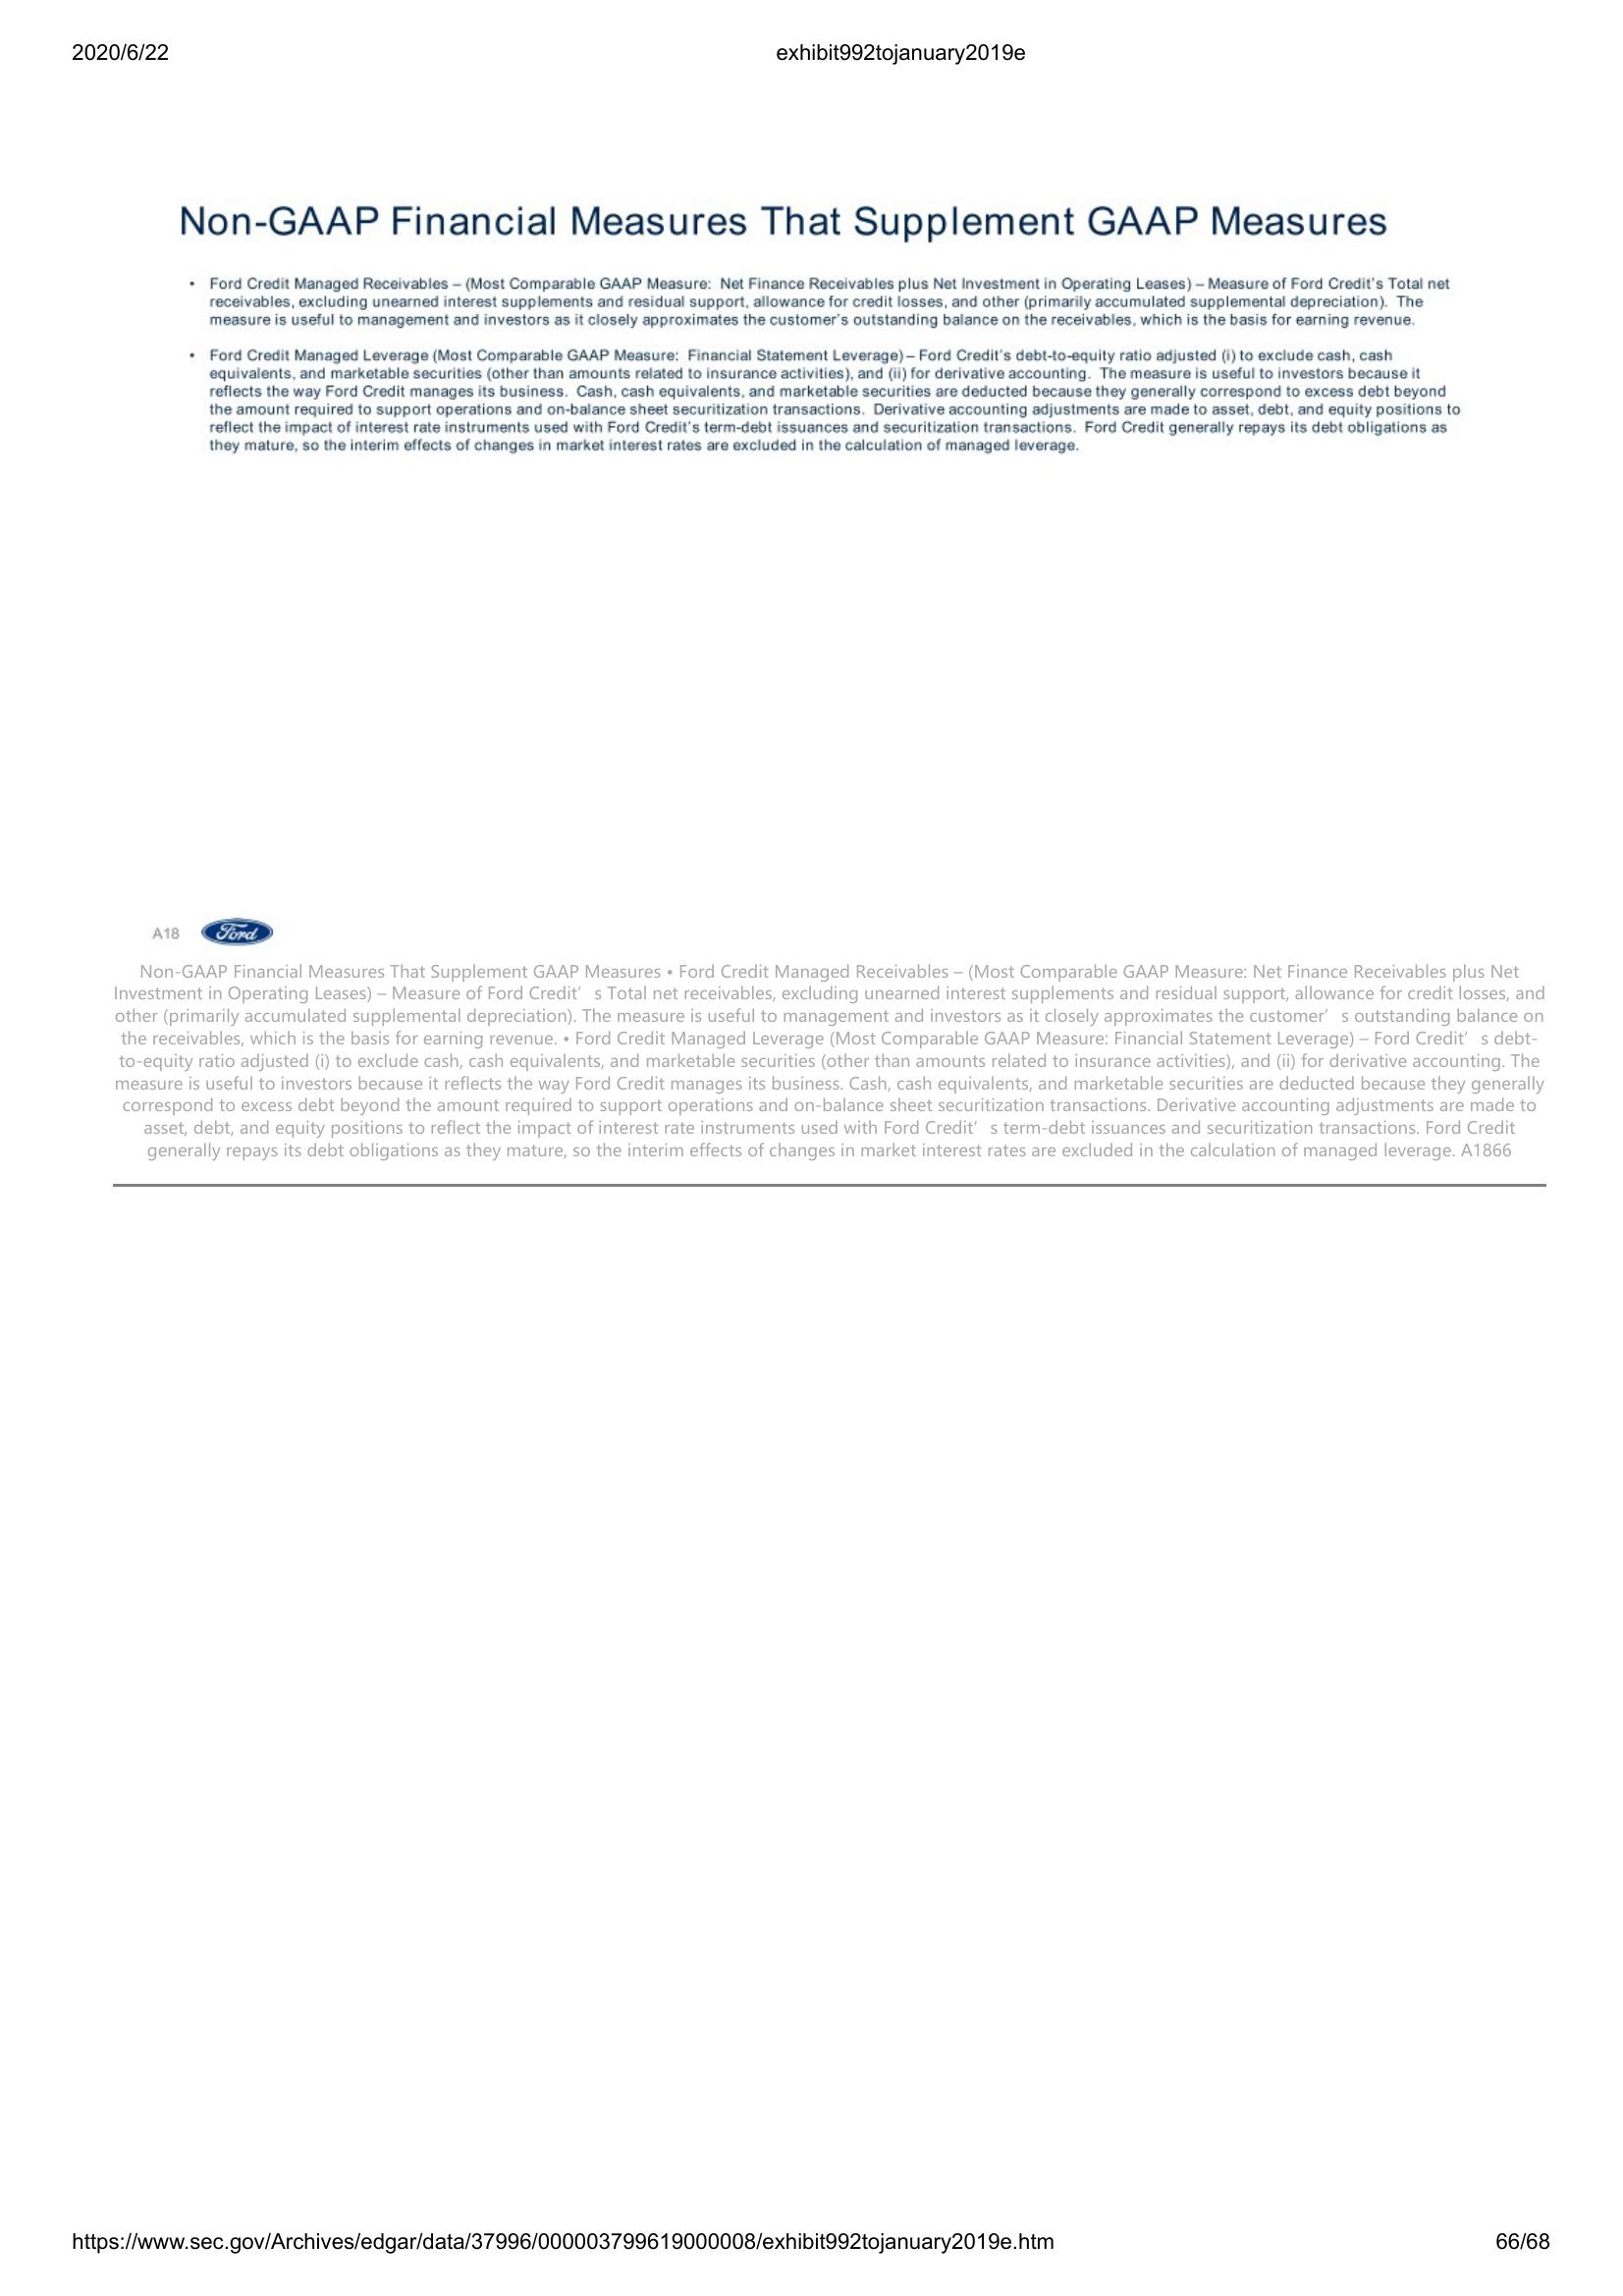 2020/6/22
exhibit992tojanuary2019e
Non-GAAP Financial Measures That Supplement GAAP Measures
• Ford Credit Managed Receivables – (Most Comparable GAAP Measure:  Net Finance Receivables plus Net Investment in Operating Leases) – Measure of Ford Credit's Total net
receivables, excluding unearned interest supplements and residual support, allowance for credit losses, and other (primarily accumulated supplemental depreciation).  The
measure is useful to management and investors as it closely approximates the customer's outstanding balance on the receivables, which is the basis for earning revenue.
• Ford Credit Managed Leverage (Most Comparable GAAP Measure:  Financial Statement Leverage) – Ford Credit's debt-to-equity ratio adjusted (i) to exclude cash, cash
equivalents, and marketable securities (other than amounts related to insurance activities), and (ii) for derivative accounting.  The measure is useful to investors because it
reflects the way Ford Credit manages its business.  Cash, cash equivalents, and marketable securities are deducted because they generally correspond to excess debt beyond
the amount required to support operations and on-balance sheet securitization transactions.  Derivative accounting adjustments are made to asset, debt, and equity positions to
reflect the impact of interest rate instruments used with Ford Credit's term-debt issuances and securitization transactions.  Ford Credit generally repays its debt obligations as
they mature, so the interim effects of changes in market interest rates are excluded in the calculation of managed leverage.
A18
Ford
Non-GAAP Financial Measures That Supplement GAAP Measures • Ford Credit Managed Receivables – (Most Comparable GAAP Measure: Net Finance Receivables plus Net
Investment in Operating Leases) – Measure of Ford Credit’ s Total net receivables, excluding unearned interest supplements and residual support, allowance for credit losses, and
other (primarily accumulated supplemental depreciation). The measure is useful to management and investors as it closely approximates the customer’ s outstanding balance on
the receivables, which is the basis for earning revenue. • Ford Credit Managed Leverage (Most Comparable GAAP Measure: Financial Statement Leverage) – Ford Credit’ s debt-
to-equity ratio adjusted (i) to exclude cash, cash equivalents, and marketable securities (other than amounts related to insurance activities), and (ii) for derivative accounting. The
measure is useful to investors because it reflects the way Ford Credit manages its business. Cash, cash equivalents, and marketable securities are deducted because they generally
correspond to excess debt beyond the amount required to support operations and on-balance sheet securitization transactions. Derivative accounting adjustments are made to
asset, debt, and equity positions to reflect the impact of interest rate instruments used with Ford Credit’ s term-debt issuances and securitization transactions. Ford Credit
generally repays its debt obligations as they mature, so the interim effects of changes in market interest rates are excluded in the calculation of managed leverage. A1866
https://www.sec.gov/Archives/edgar/data/37996/000003799619000008/exhibit992tojanuary2019e.htm
66/68